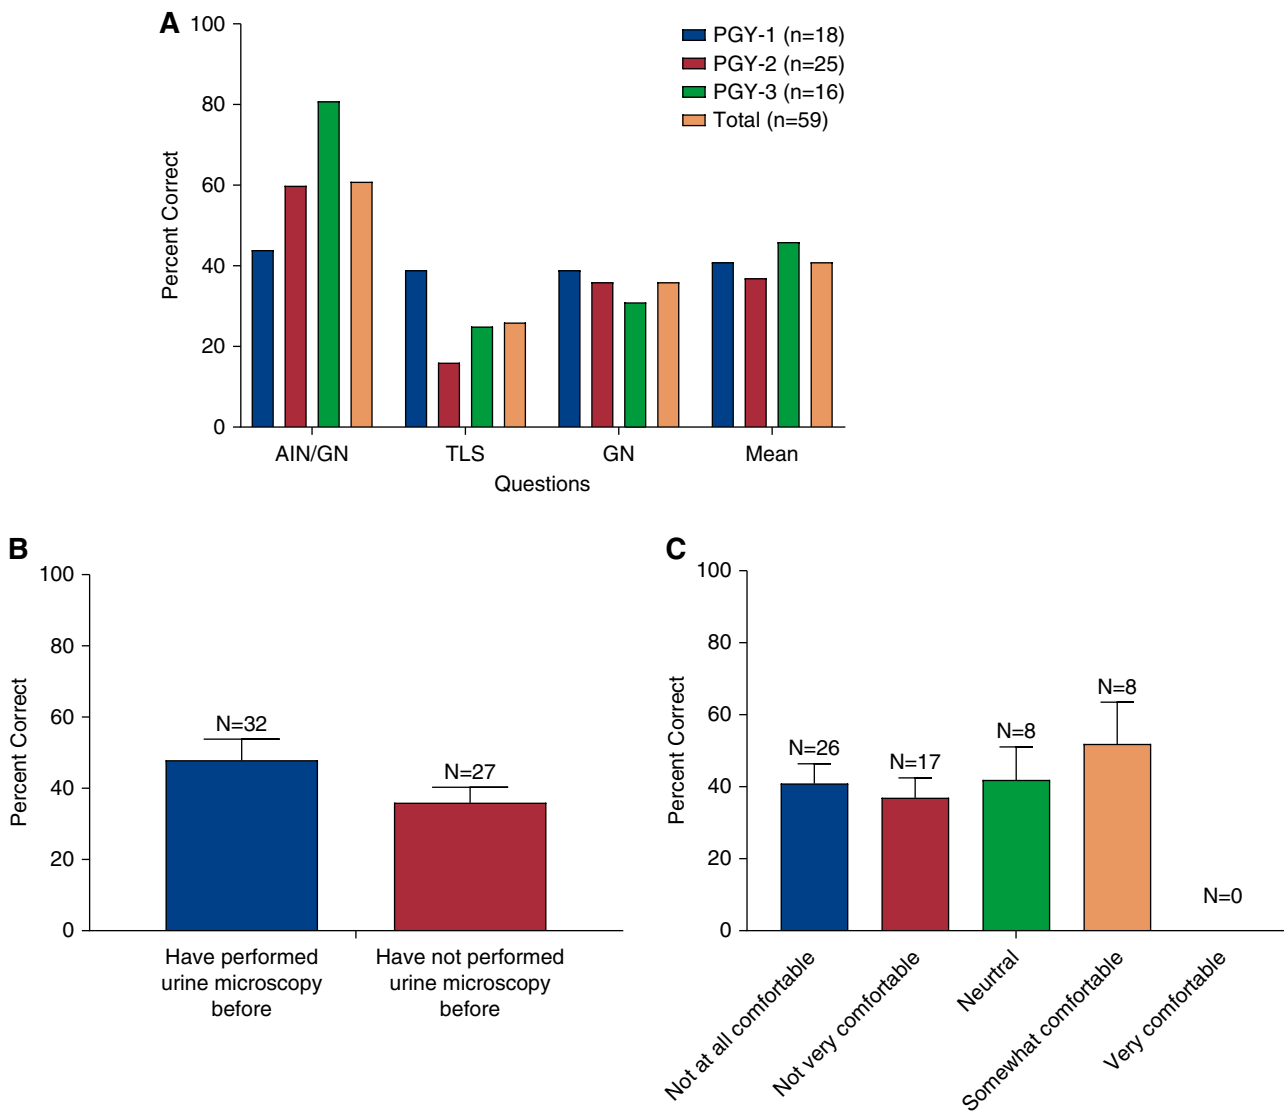 A
100
80
60
40
20
0
Percent Correct
PGY-1 (n=18)
PGY-2 (n=25)
PGY-3 (n=16)
Total (n=59)
AIN/GN
TLS
GN
Mean
Questions
B
100
80
60
40
20
0
Percent Correct
N=32
N=27
Have performed
urine microscopy
before
Have not performed
urine microscopy
before
C
100
80
60
40
20
0
Percent Correct
N=26
N=17
N=8
N=8
N=0
Not at all comfortable
Not very comfortable
Neurtral
Somewhat comfortable
Very comfortable